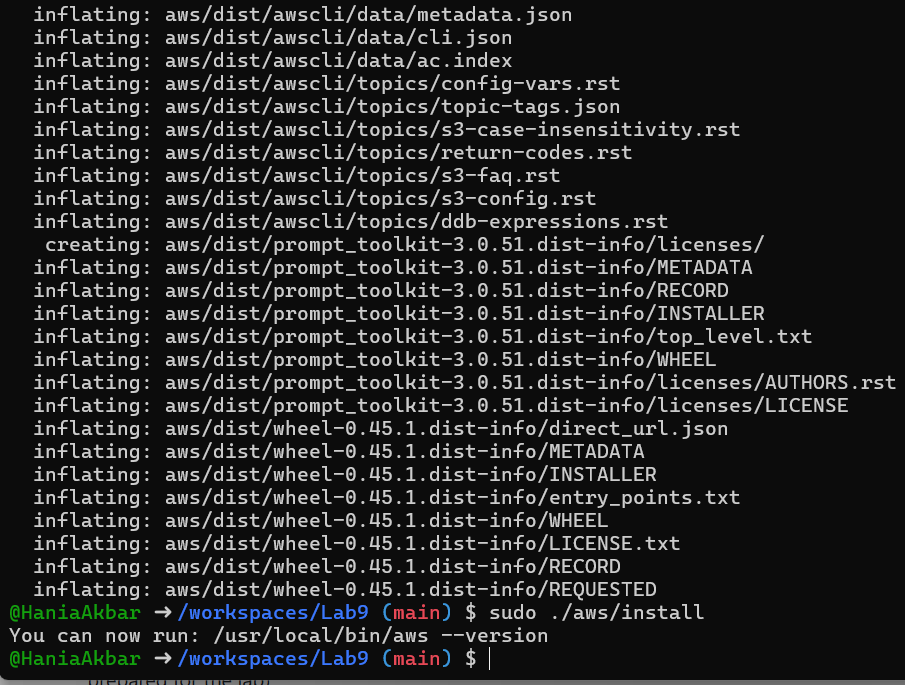 inflating: aws/dist/awscli/data/metadata.json
inflating: aws/dist/awscli/data/cli.json
inflating: aws/dist/awscli/data/ac.index
inflating: aws/dist/awscli/topics/config-vars.rst
inflating: aws/dist/awscli/topics/topic-tags.json
inflating: aws/dist/awscli/topics/s3-case-insensitivity.rst
inflating: aws/dist/awscli/topics/return-codes.rst
inflating: aws/dist/awscli/topics/s3-faq.rst
inflating: aws/dist/awscli/topics/s3-config.rst
inflating: aws/dist/awscli/topics/ddb-expressions.rst
creating: aws/dist/prompt_toolkit-3.0.51.dist-info/licenses/
inflating: aws/dist/prompt_toolkit-3.0.51.dist-info/METADATA
inflating: aws/dist/prompt_toolkit-3.0.51.dist-info/RECORD
inflating: aws/dist/prompt_toolkit-3.0.51.dist-info/INSTALLER
inflating: aws/dist/prompt_toolkit-3.0.51.dist-info/top_level.txt
inflating: aws/dist/prompt_toolkit-3.0.51.dist-info/WHEEL
inflating: aws/dist/prompt_toolkit-3.0.51.dist-info/licenses/AUTHORS.rst
inflating: aws/dist/prompt_toolkit-3.0.51.dist-info/licenses/LICENSE
inflating: aws/dist/wheel-0.45.1.dist-info/direct_url.json
inflating: aws/dist/wheel-0.45.1.dist-info/METADATA
inflating: aws/dist/wheel-0.45.1.dist-info/INSTALLER
inflating: aws/dist/wheel-0.45.1.dist-info/entry_points.txt
inflating: aws/dist/wheel-0.45.1.dist-info/WHEEL
inflating: aws/dist/wheel-0.45.1.dist-info/LICENSE.txt
inflating: aws/dist/wheel-0.45.1.dist-info/RECORD
inflating: aws/dist/wheel-0.45.1.dist-info/REQUESTED
@HaniaAkbar ➜ /workspaces/Lab9 (main) $ sudo ./aws/install
You can now run: /usr/local/bin/aws --version
@HaniaAkbar ➜ /workspaces/Lab9 (main) $